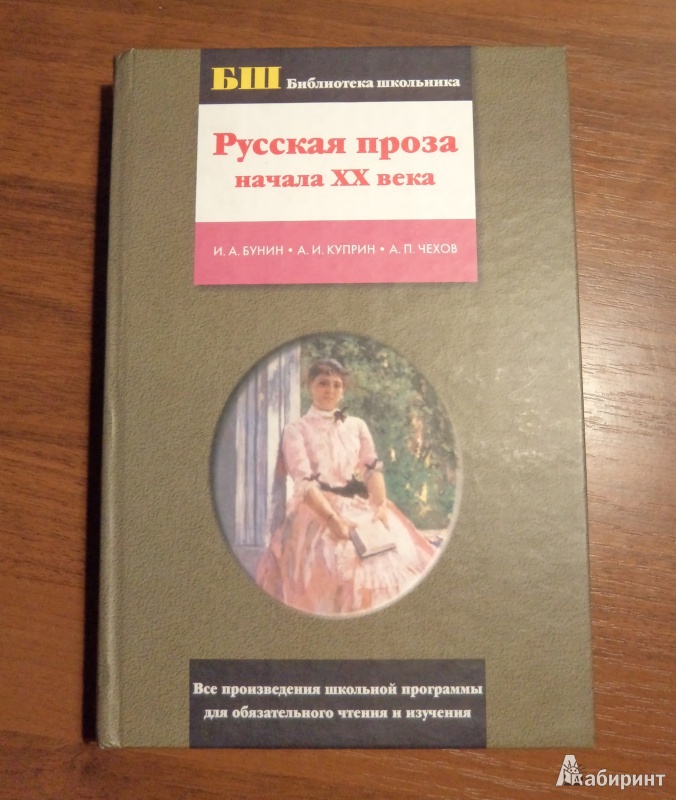 БШ Библиотека школьника
Русская проза
начала XX века
И. А. БУНИН • А. И. КУПРИН • А. П. ЧЕХОВ
Все произведения школьной программы
для обязательного чтения и изучения
Лабиринт